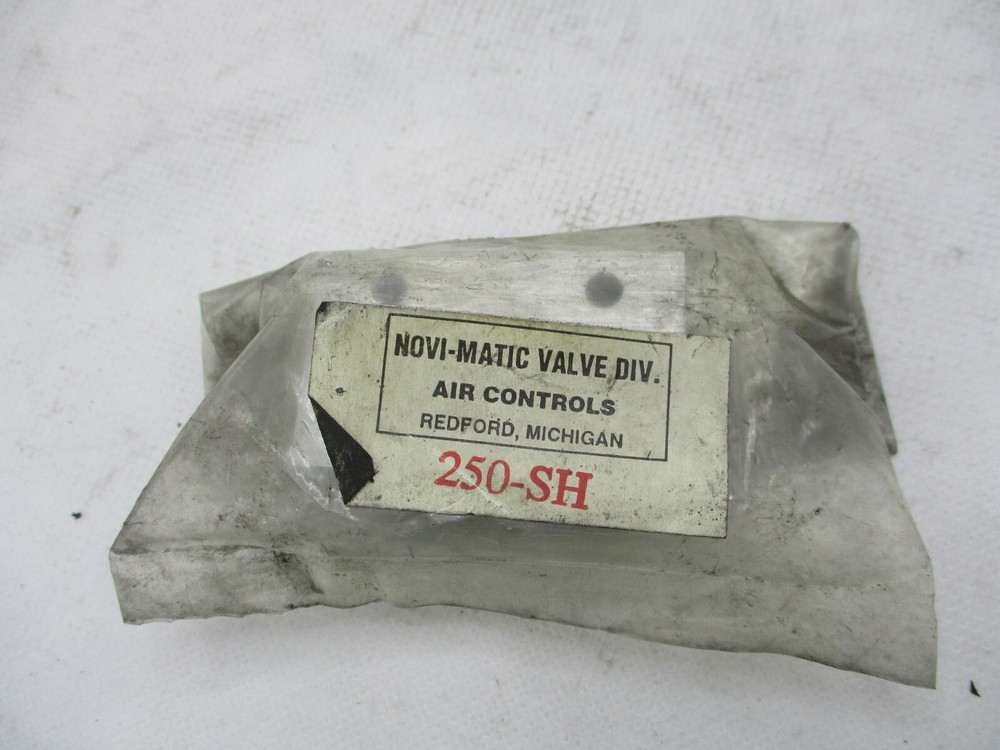 NOVI-MATIC VALVE DIV.
AIR CONTROLS
REDFORD, MICHIGAN
250-SH